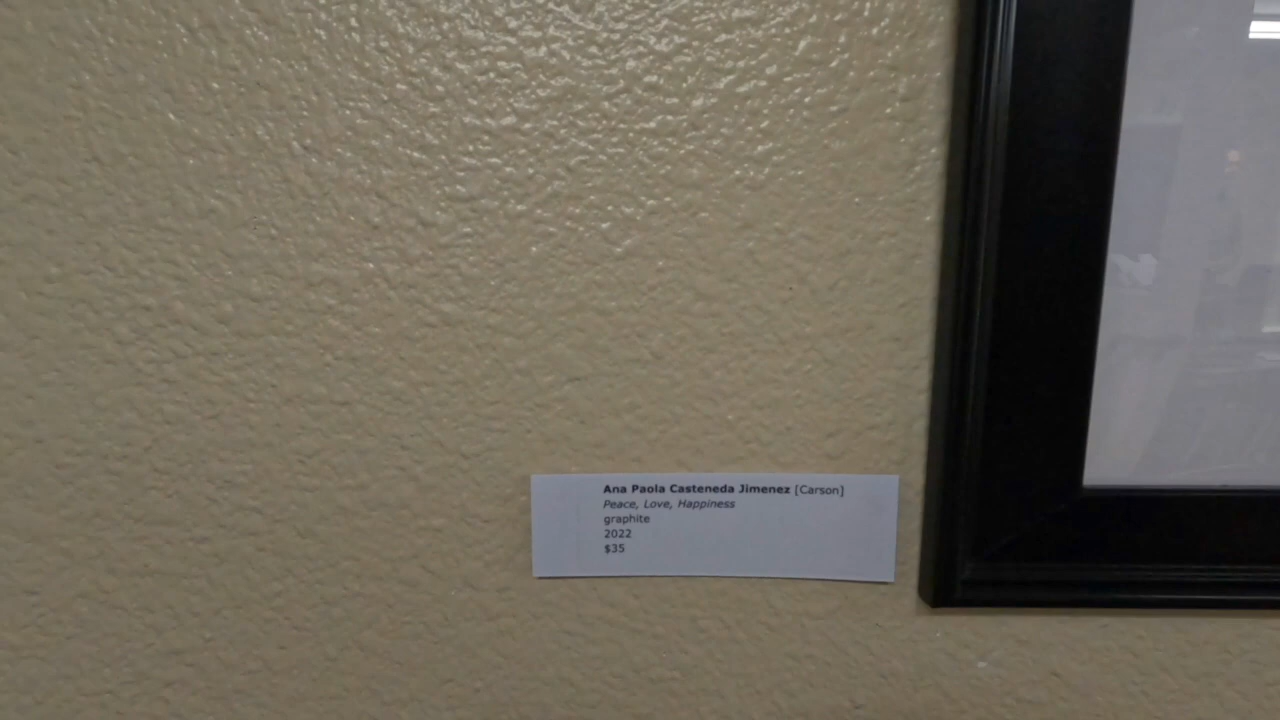 Ana Paola Casteneda Jimenez [Carson]
Peace, Love, Happiness
graphite
2022
$35